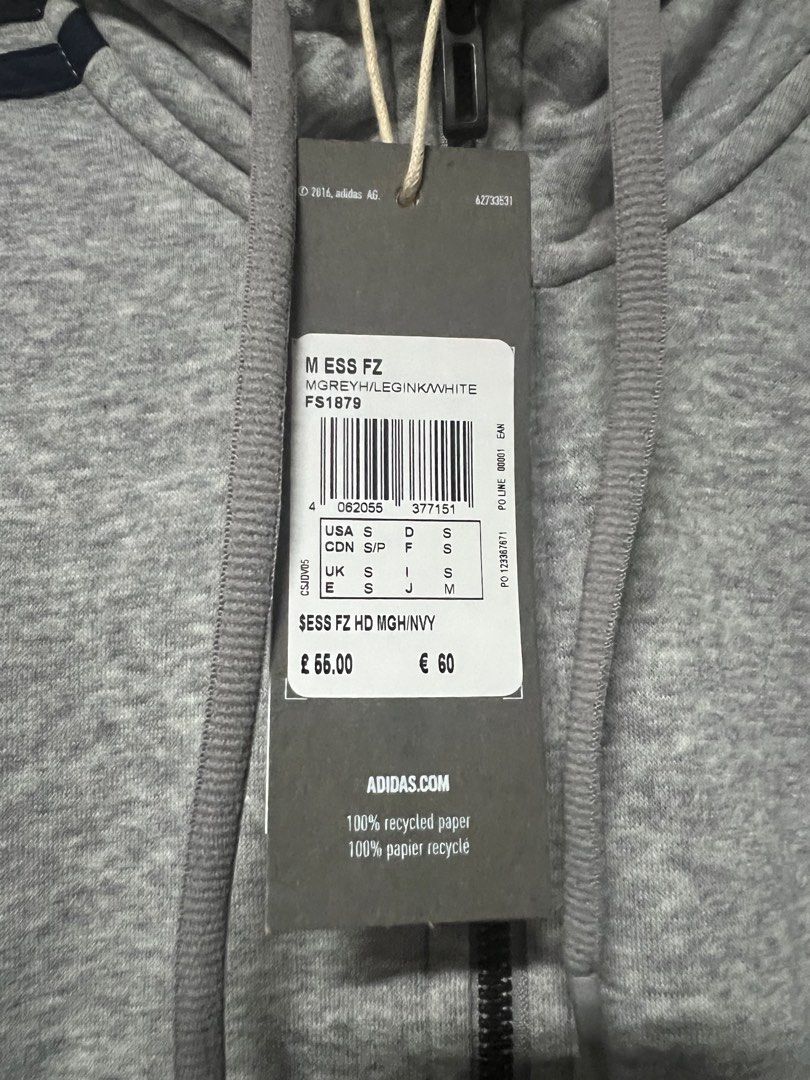 © 2016, adidas AG.
62733531
M ESS FZ
MGREYH/LEGINK/WHITE
FS1879
4 062055 377151
PO LINE 00001 EAN
PO 123367671
CSJDV05
USA S D S
CDN S/P F S
UK S I S
E S J M
$ESS FZ HD MGH/NVY
£ 55.00 € 60
ADIDAS.COM
100% recycled paper
100% papier recyclé